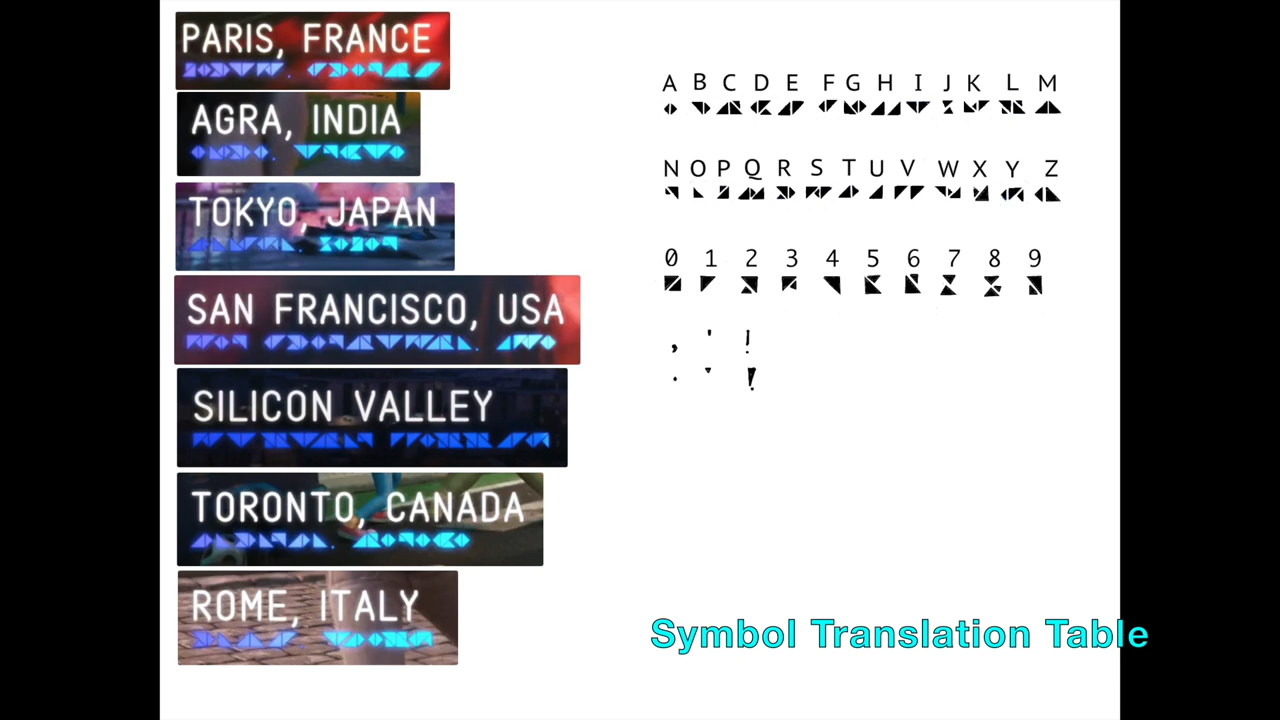 PARIS, FRANCE
AGRA, INDIA
TOKYO, JAPAN
SAN FRANCISCO, USA
SILICON VALLEY
TORONTO, CANADA
ROME, ITALY
A B C D E F G H I J K L M
N O P Q R S T U V W X Y Z
0 1 2 3 4 5 6 7 8 9
, ' !
Symbol Translation Table